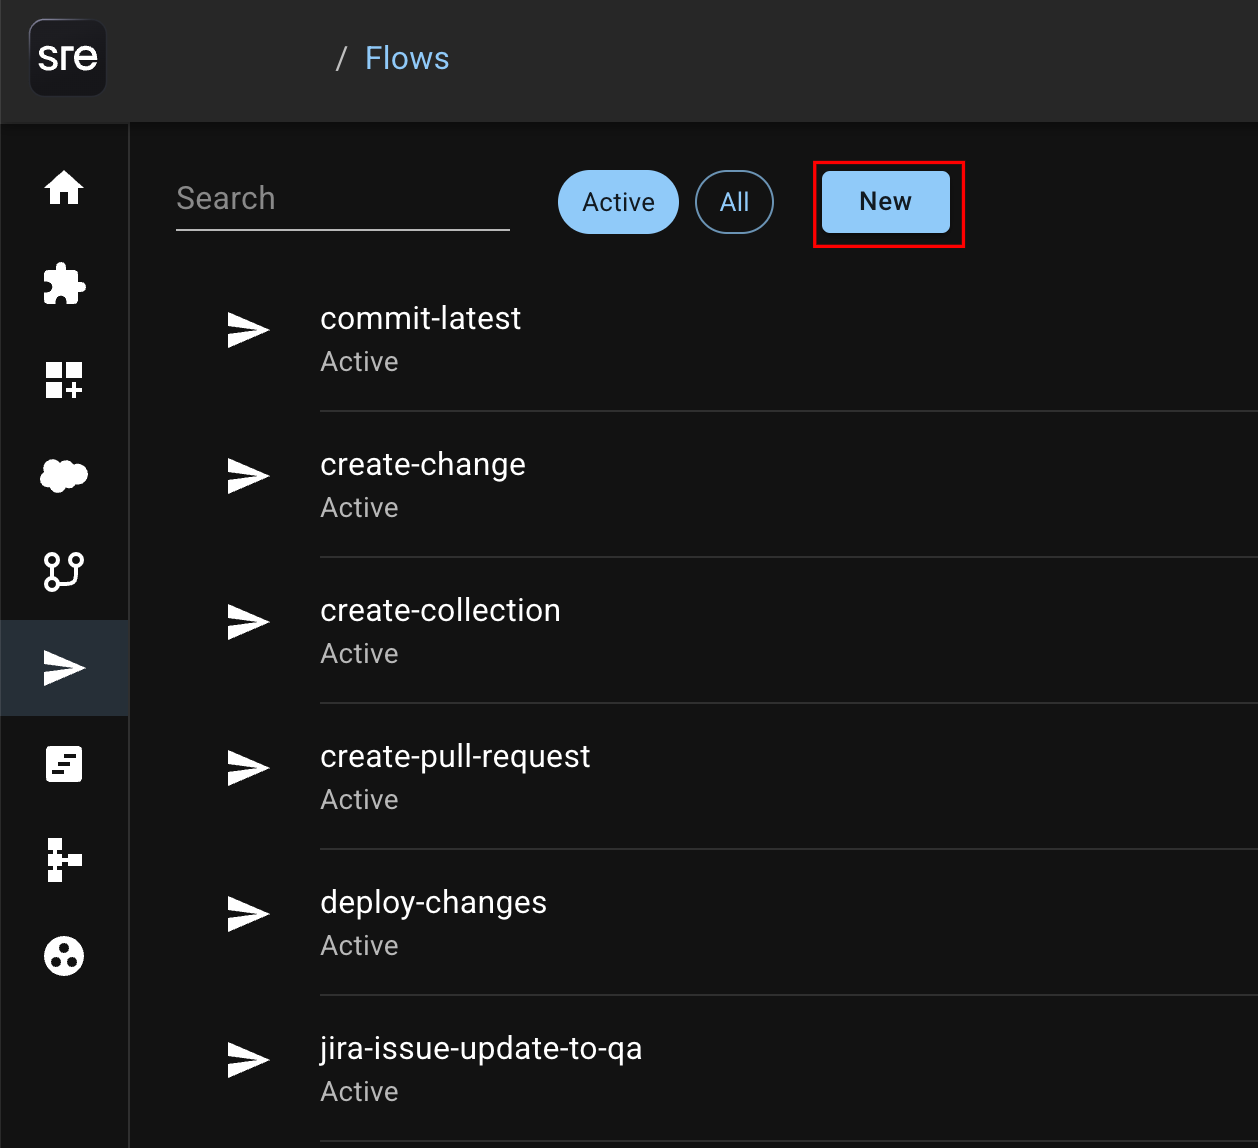 sre
/ Flows
Search
Active
All
New
commit-latest
Active
create-change
Active
create-collection
Active
create-pull-request
Active
deploy-changes
Active
jira-issue-update-to-qa
Active